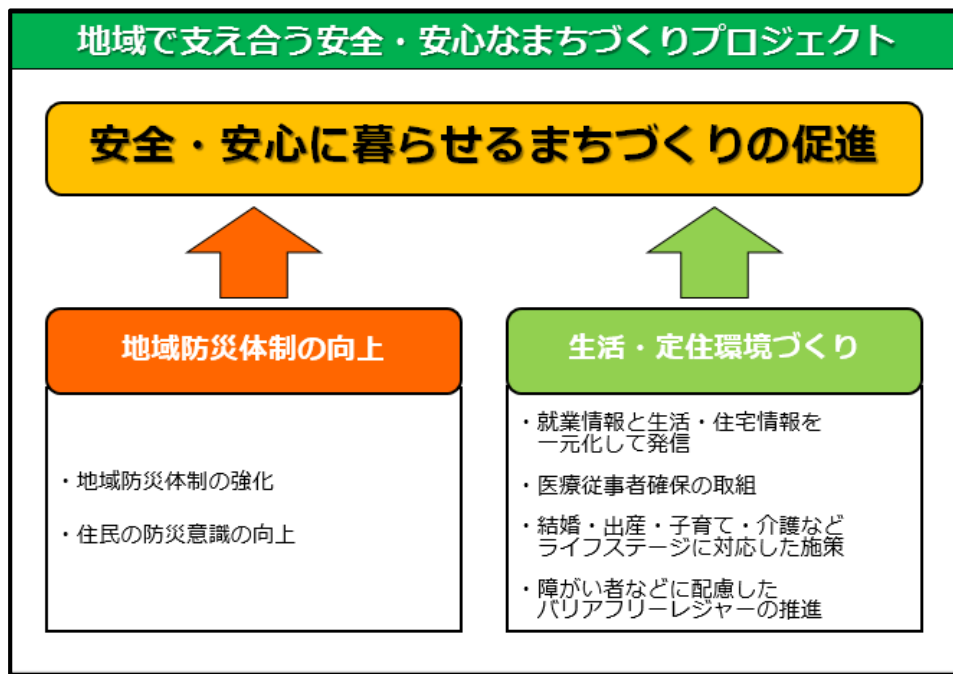 地域で支え合う安全・安心なまちづくりプロジェクト
安全・安心に暮らせるまちづくりの促進
地域防災体制の向上
・地域防災体制の強化
・住民の防災意識の向上
生活・定住環境づくり
・就業情報と生活・住宅情報を
一元化して発信
・医療従事者確保の取組
・結婚・出産・子育て・介護など
ライフステージに対応した施策
・障がい者などに配慮した
バリアフリーレジャーの推進